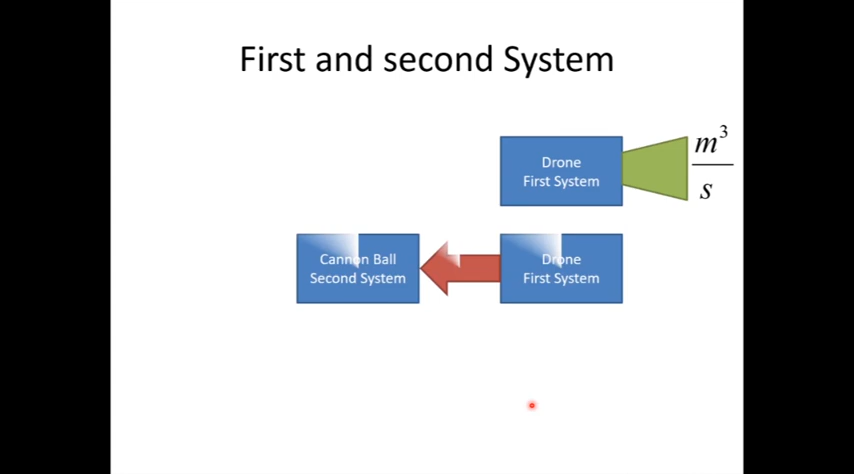 First and second System
Drone
First System
m³
s
Cannon Ball
Second System
Drone
First System